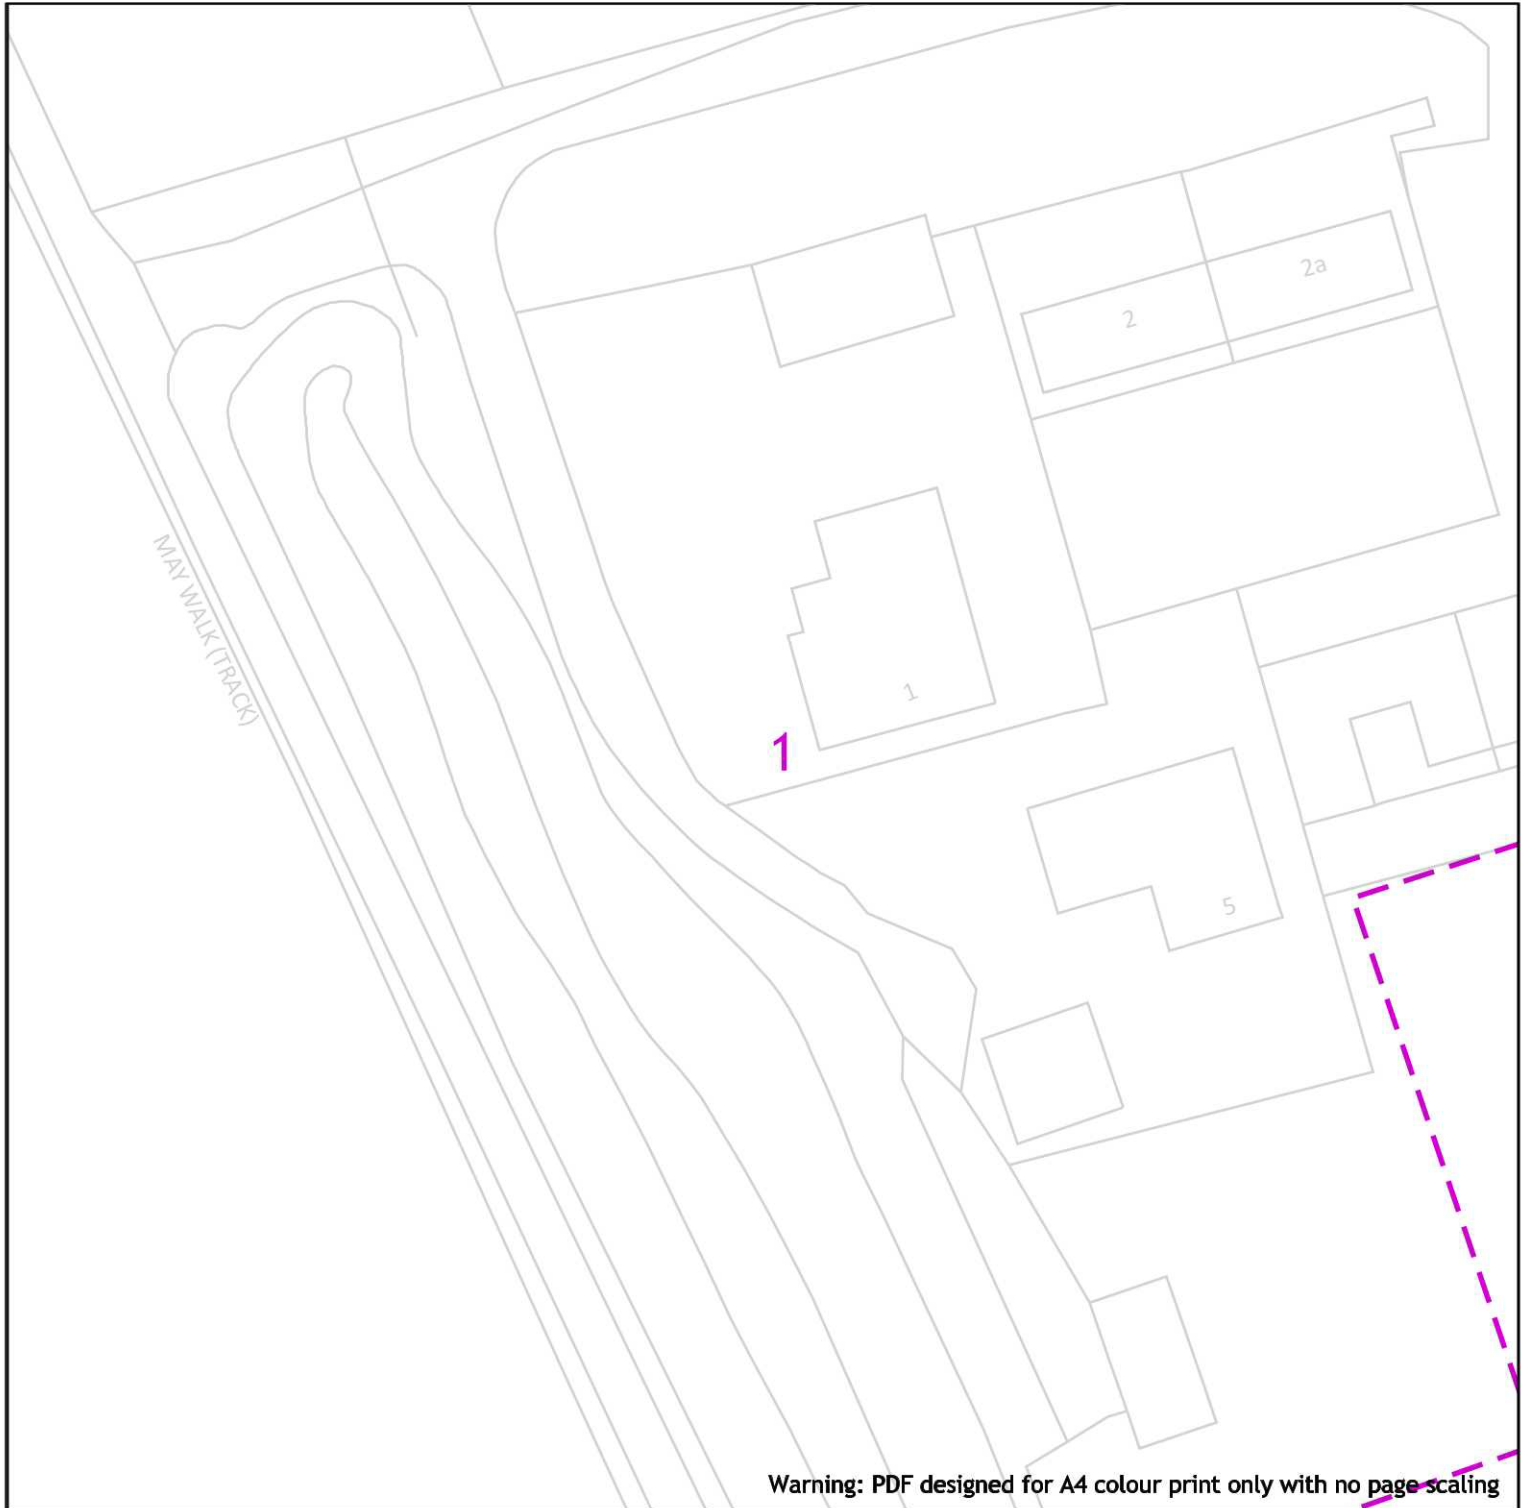 2a
2
MAY WALK (TRACK)
1
1
5
Warning: PDF designed for A4 colour print only with no page scaling